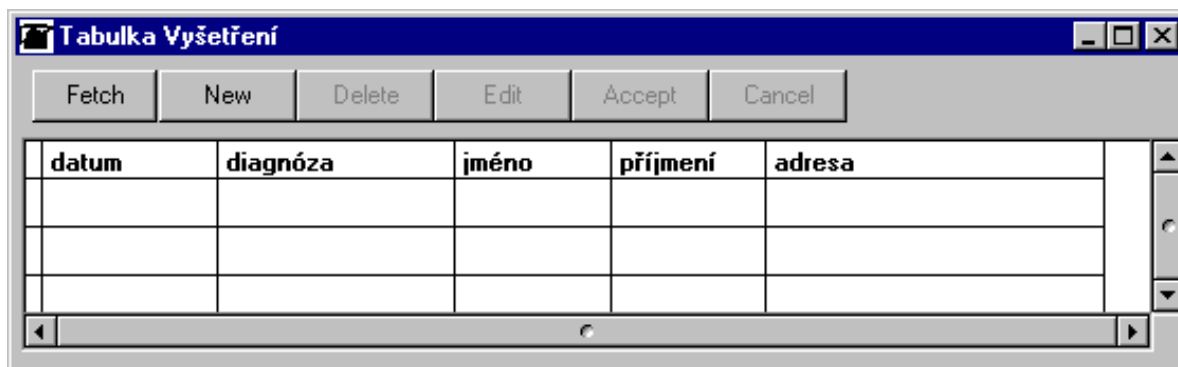 Tabulka Vyšetření
Fetch New Delete Edit Accept Cancel
datum diagnóza jméno příjmení adresa